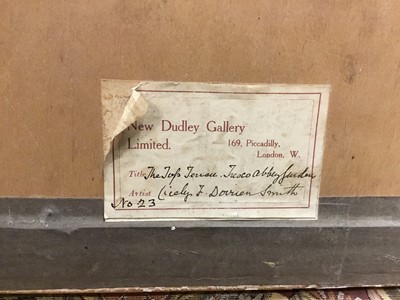 New Dudley Gallery
Limited. 169, Piccadilly,
London, W.
Title The Top Terrace. Tresco Abbey Garden
Artist Cicely F Dorrien Smith
No 23